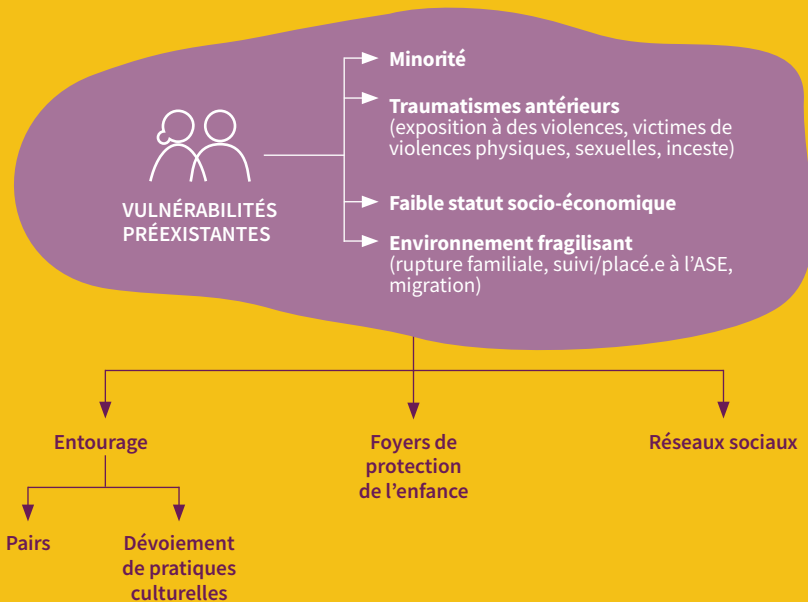 VULNÉRABILITÉS
PRÉEXISTANTES
Minorité
Traumatismes antérieurs
(exposition à des violences, victimes de
violences physiques, sexuelles, inceste)
Faible statut socio-économique
Environnement fragilisant
(rupture familiale, suivi/placé.e à l’ASE,
migration)
Entourage
Foyers de
protection
de l’enfance
Réseaux sociaux
Pairs
Dévoiement
de pratiques
culturelles